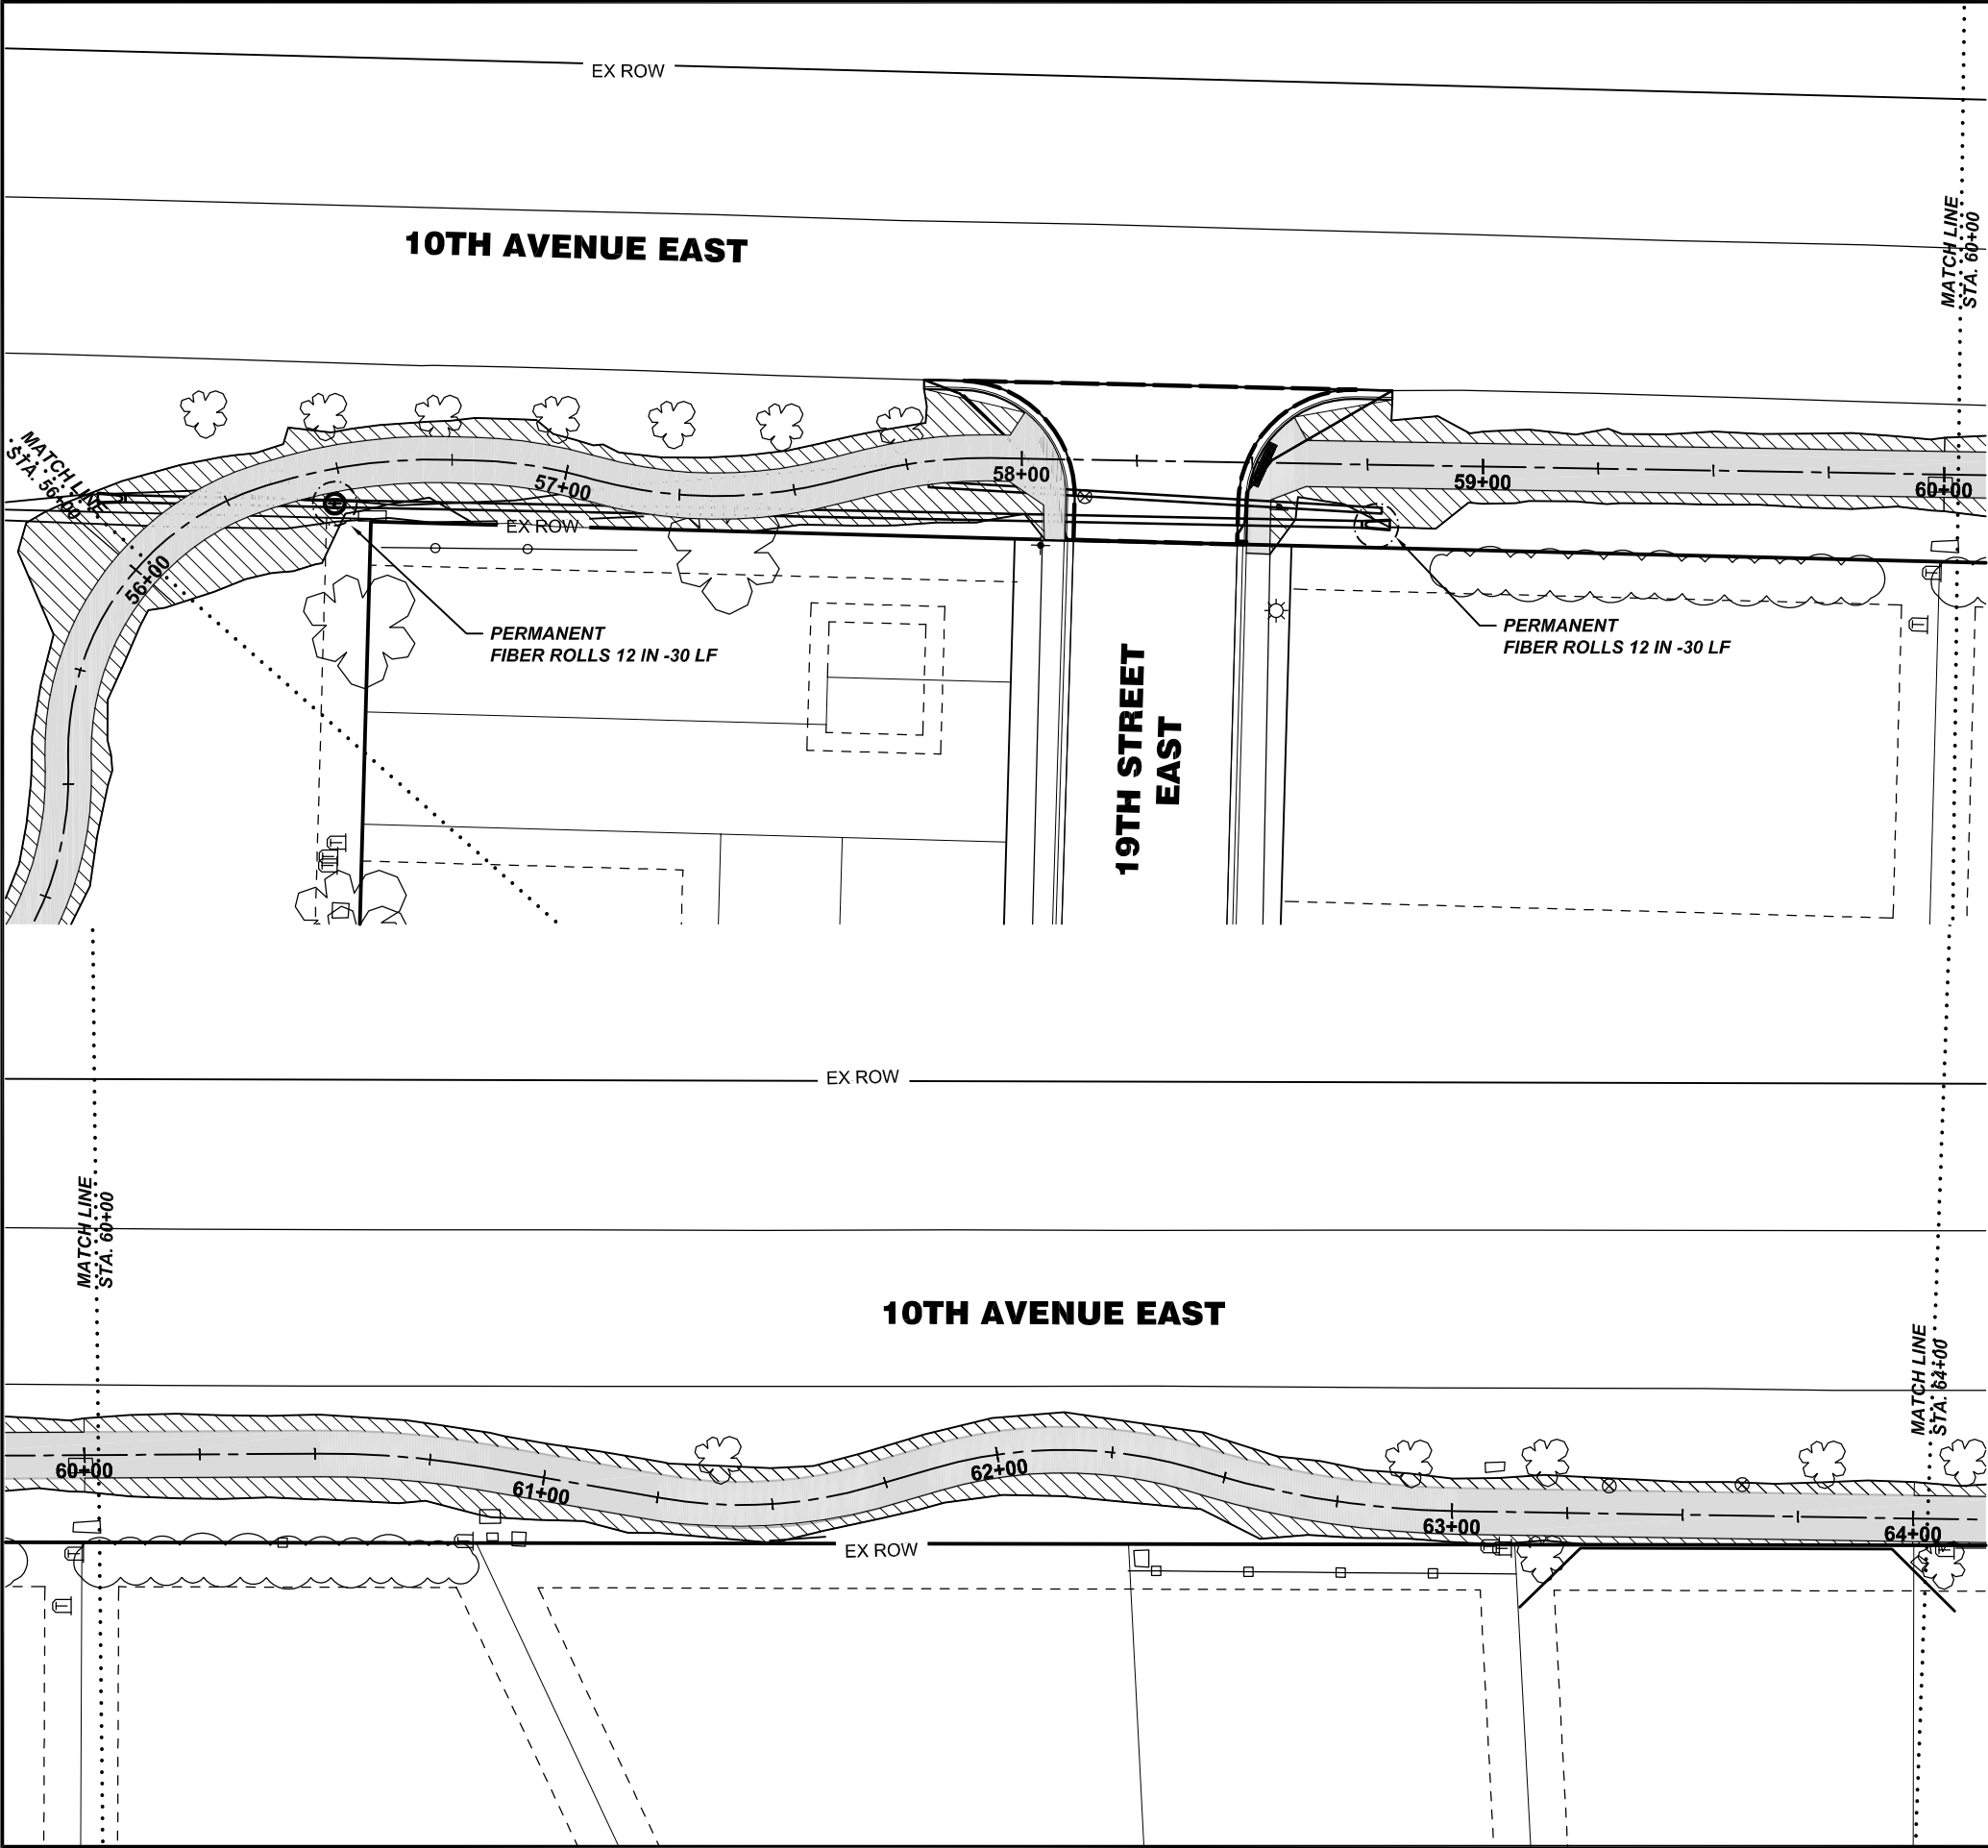 EX ROW
MATCH LINE
STA. 60+00
10TH AVENUE EAST
MATCH LINE
STA. 56+00
57+00
58+00
59+00
60+00
EX ROW
56+00
PERMANENT
FIBER ROLLS 12 IN -30 LF
PERMANENT
FIBER ROLLS 12 IN -30 LF
19TH STREET
EAST
EX ROW
MATCH LINE
STA. 60+00
10TH AVENUE EAST
MATCH LINE
STA. 64+00
60+00
61+00
62+00
63+00
64+00
EX ROW